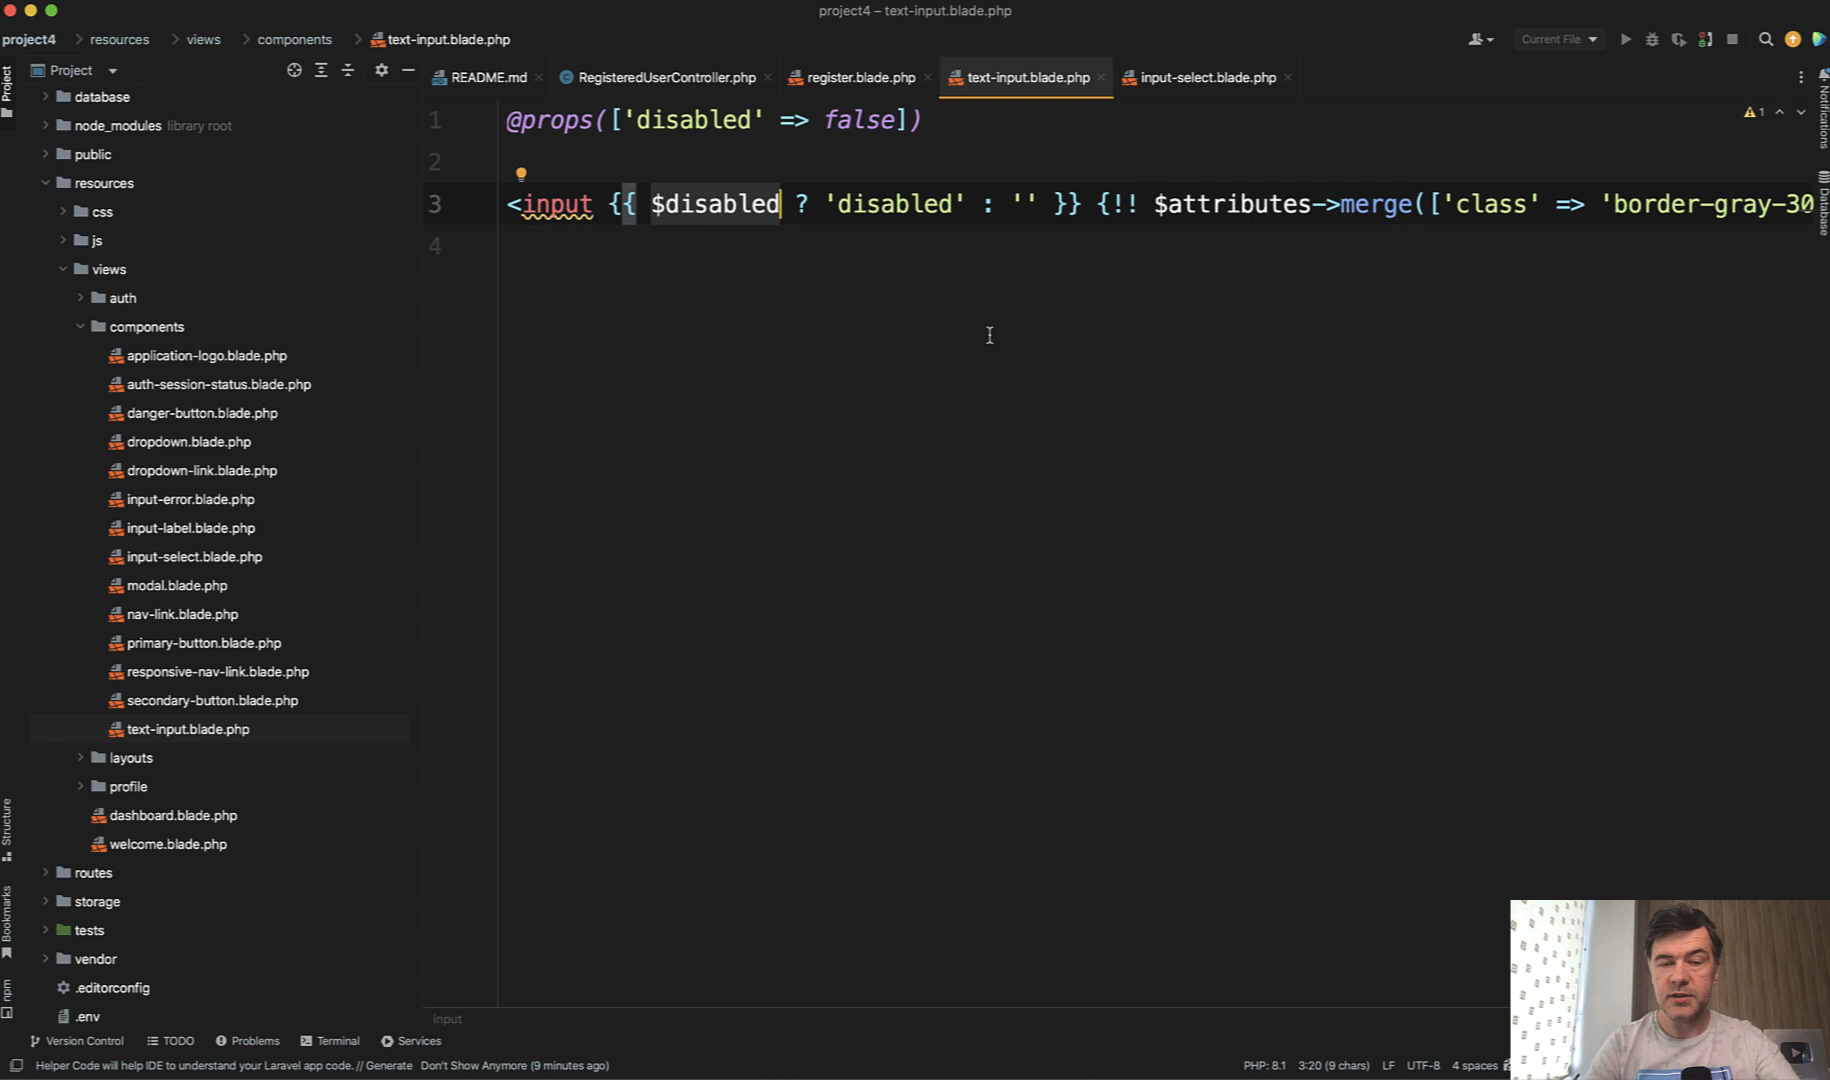 project4 – text-input.blade.php
project4 resources views components text-input.blade.php
Current File
Project
README.md RegisteredUserController.php register.blade.php text-input.blade.php input-select.blade.php
Project
Notifications
Database
Structure
Bookmarks
npm
database
node_modules library root
public
resources
css
js
views
auth
components
application-logo.blade.php
auth-session-status.blade.php
danger-button.blade.php
dropdown.blade.php
dropdown-link.blade.php
input-error.blade.php
input-label.blade.php
input-select.blade.php
modal.blade.php
nav-link.blade.php
primary-button.blade.php
responsive-nav-link.blade.php
secondary-button.blade.php
text-input.blade.php
layouts
profile
dashboard.blade.php
welcome.blade.php
routes
storage
tests
vendor
.editorconfig
.env
1 @props(['disabled' => false])
1
2
3 <input {{ $disabled ? 'disabled' : '' }} {!! $attributes->merge(['class' => 'border-gray-30
4
input
Version Control TODO Problems Terminal Services
Helper Code will help IDE to understand your Laravel app code. // Generate Don't Show Anymore (9 minutes ago)
PHP: 8.1 3:20 (9 chars) LF UTF-8 4 spaces